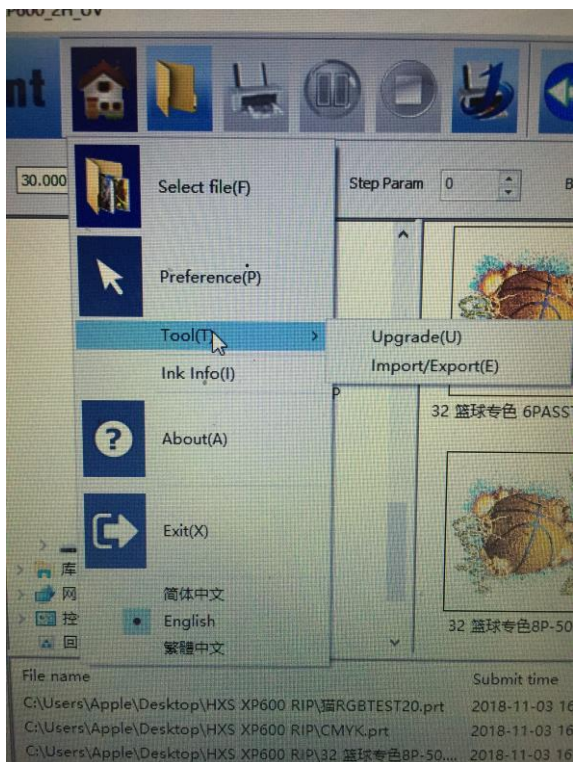 P600_2H_UV
nt
30.000
Select file(F)
Step Param 0
B
Preference(P)
Tool(T)
Upgrade(U)
Import/Export(E)
Ink Info(I)
P
32 篮球专色 6PASS
About(A)
Exit(X)
库
网
简体中文
控
English
32 篮球专色8P-50
回
繁體中文
File name
Submit time
C:\Users\Apple\Desktop\HXS XP600 RIP\猫RGBTEST20.prt
2018-11-03 16
C:\Users\Apple\Desktop\HXS XP600 RIP\CMYK.prt
2018-11-03 16
C:\Users\Apple\Desktop\HXS XP600 RIP\32 篮球专色8P-50....
2018-11-03 16